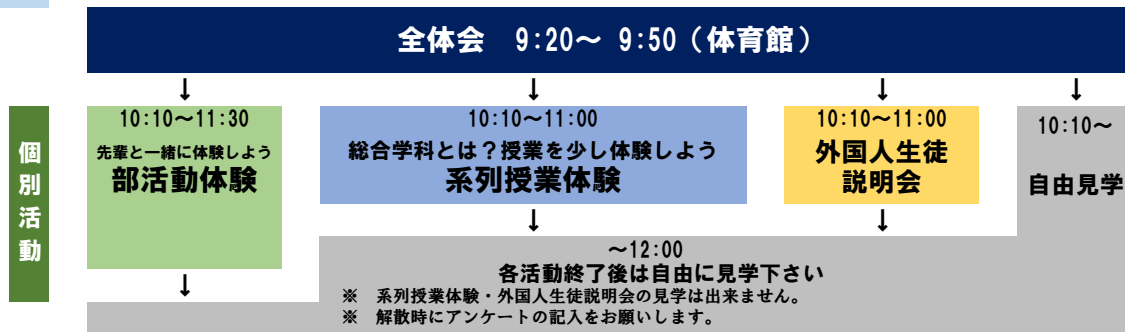 全体会 9:20～ 9:50（体育館）
↓ ↓ ↓ ↓
個別活動
10:10～11:30
先輩と一緒に体験しよう
部活動体験
↓
10:10～11:00
総合学科とは？授業を少し体験しよう
系列授業体験
↓
10:10～11:00
外国人生徒
説明会
↓
10:10～
自由見学
～12:00
各活動終了後は自由に見学下さい
※ 系列授業体験・外国人生徒説明会の見学は出来ません。
※ 解散時にアンケートの記入をお願いします。